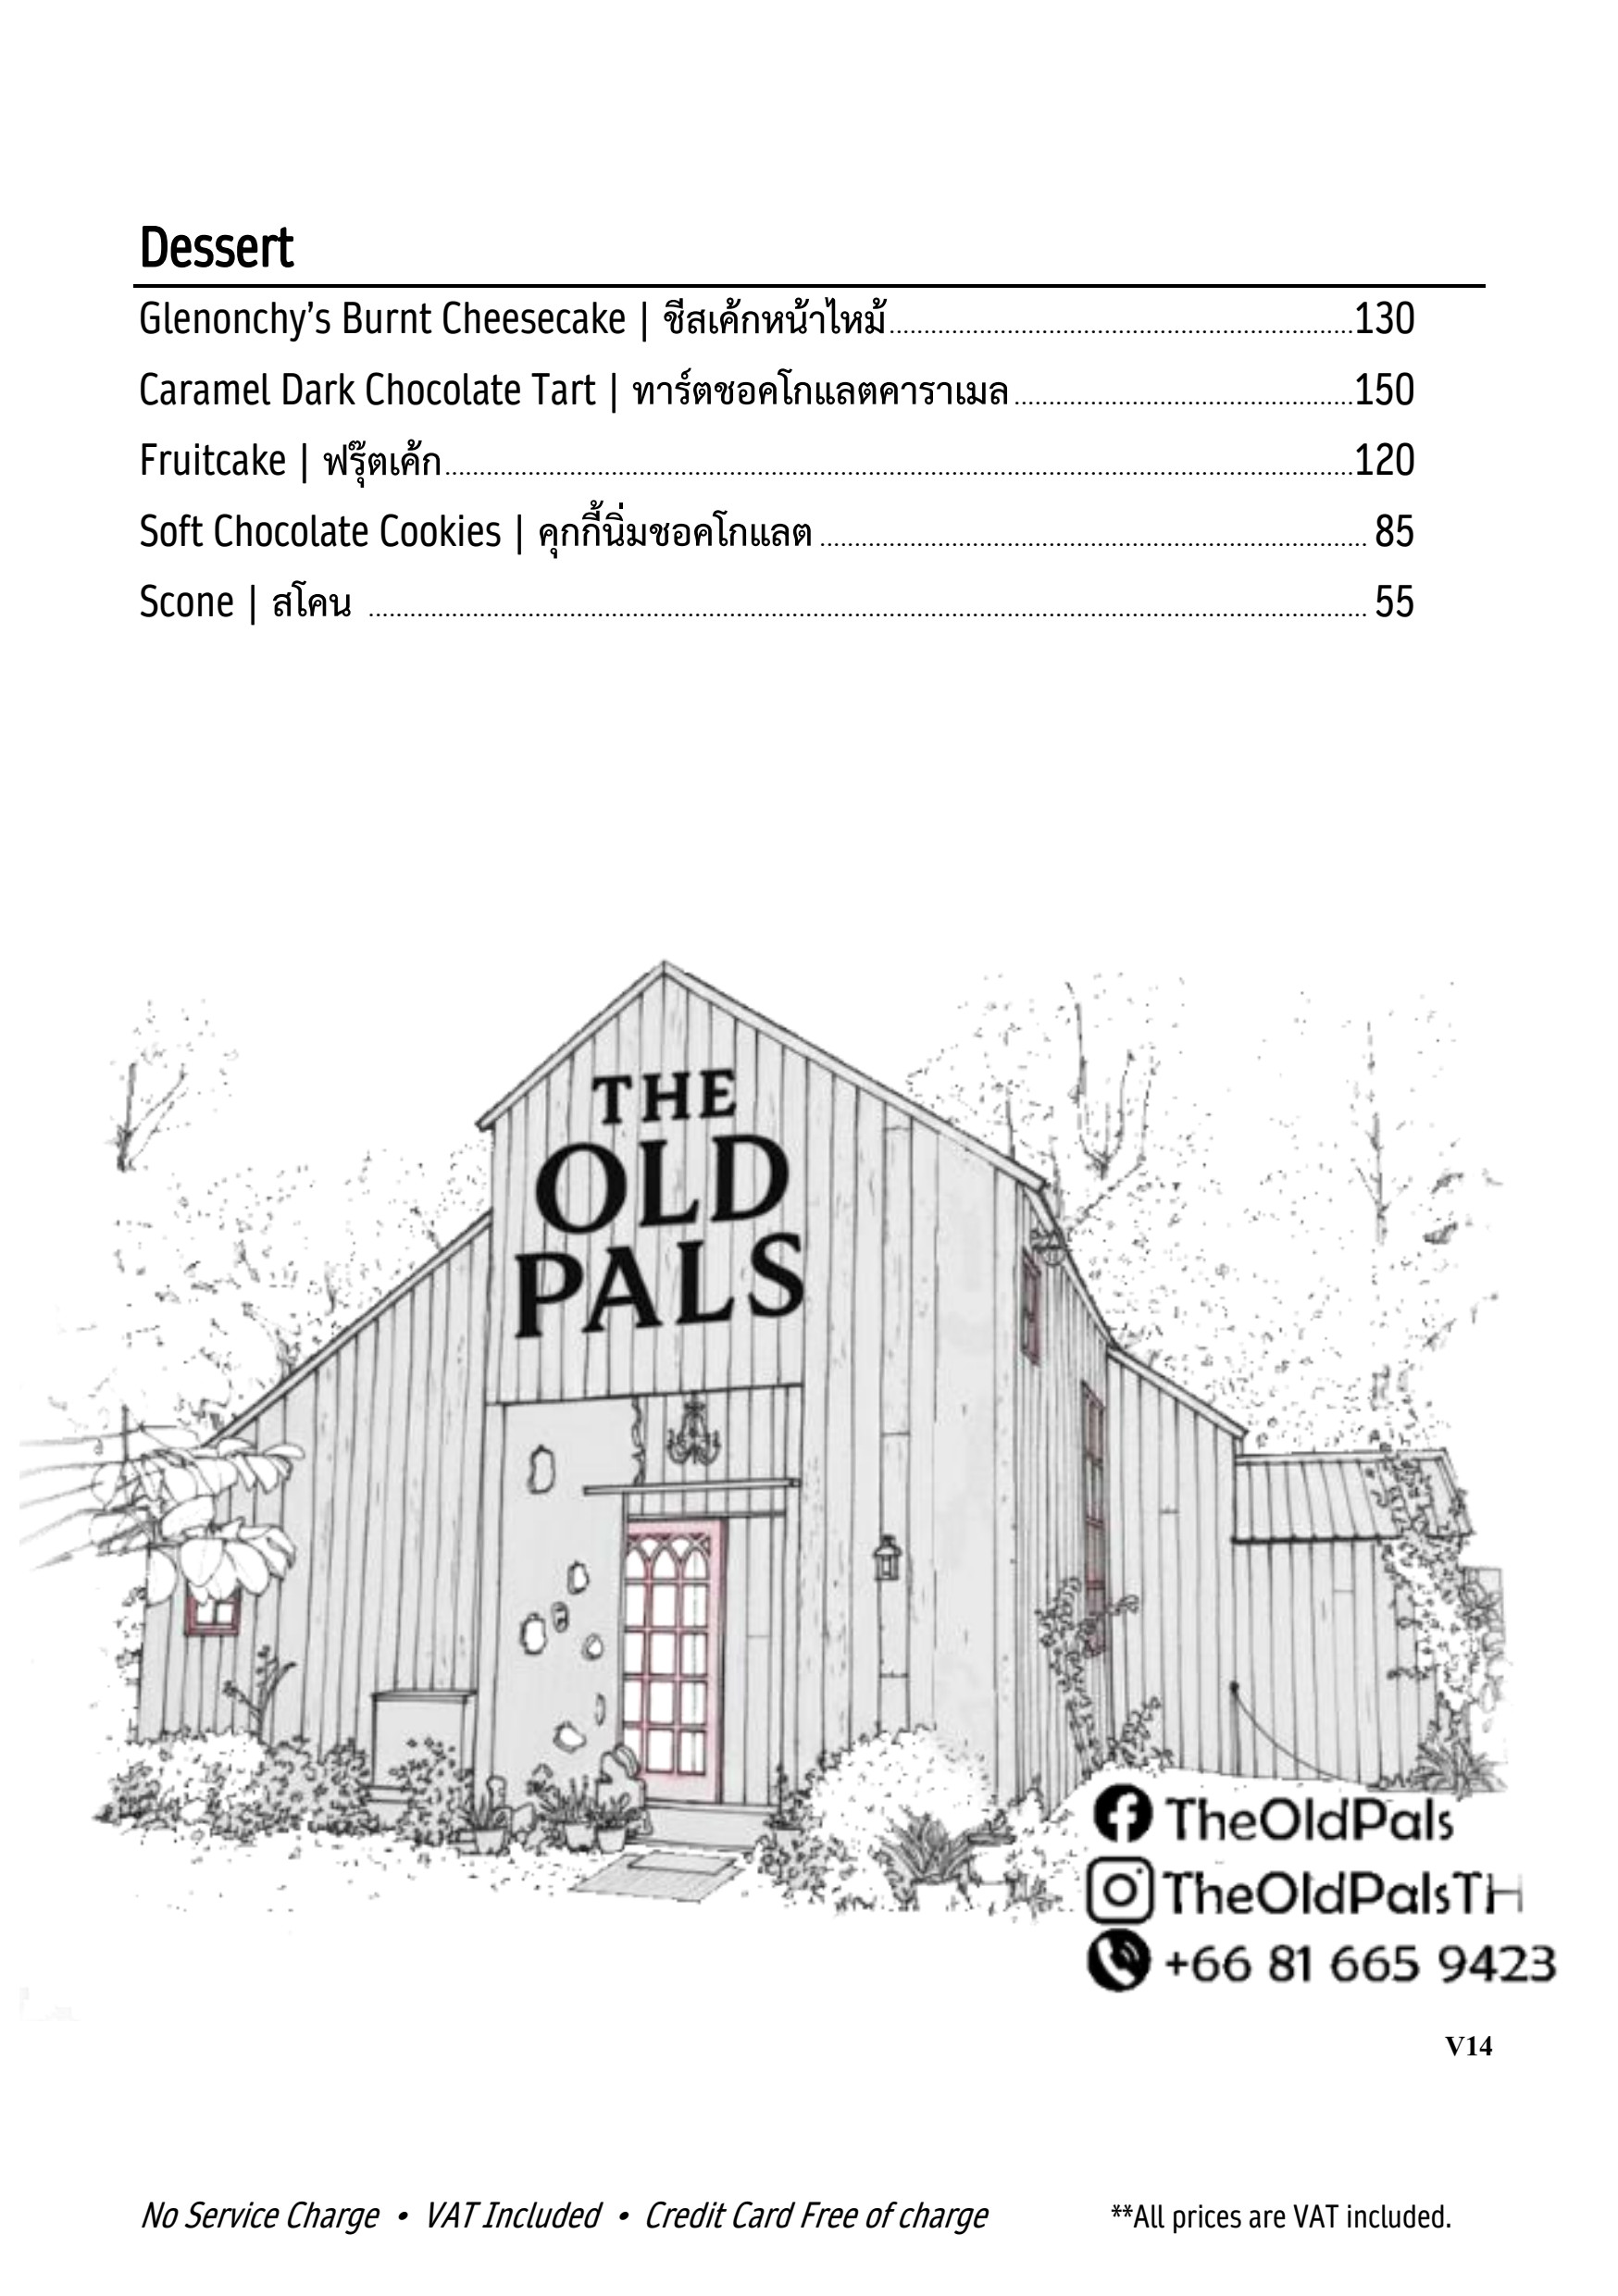 Dessert
Glenonchy’s Burnt Cheesecake | ชีสเค้กหน้าไหม้..........130
Caramel Dark Chocolate Tart | ทาร์ตชอคโกแลตคาราเมล..........150
Fruitcake | ฟรุ๊ตเค้ก..........120
Soft Chocolate Cookies | คุกกี้นิ่มชอคโกแลต .......... 85
Scone | สโคน .......... 55
THE
OLD
PALS
TheOldPals
TheOldPalsTH
+66 81 665 9423
V14
No Service Charge • VAT Included • Credit Card Free of charge
**All prices are VAT included.